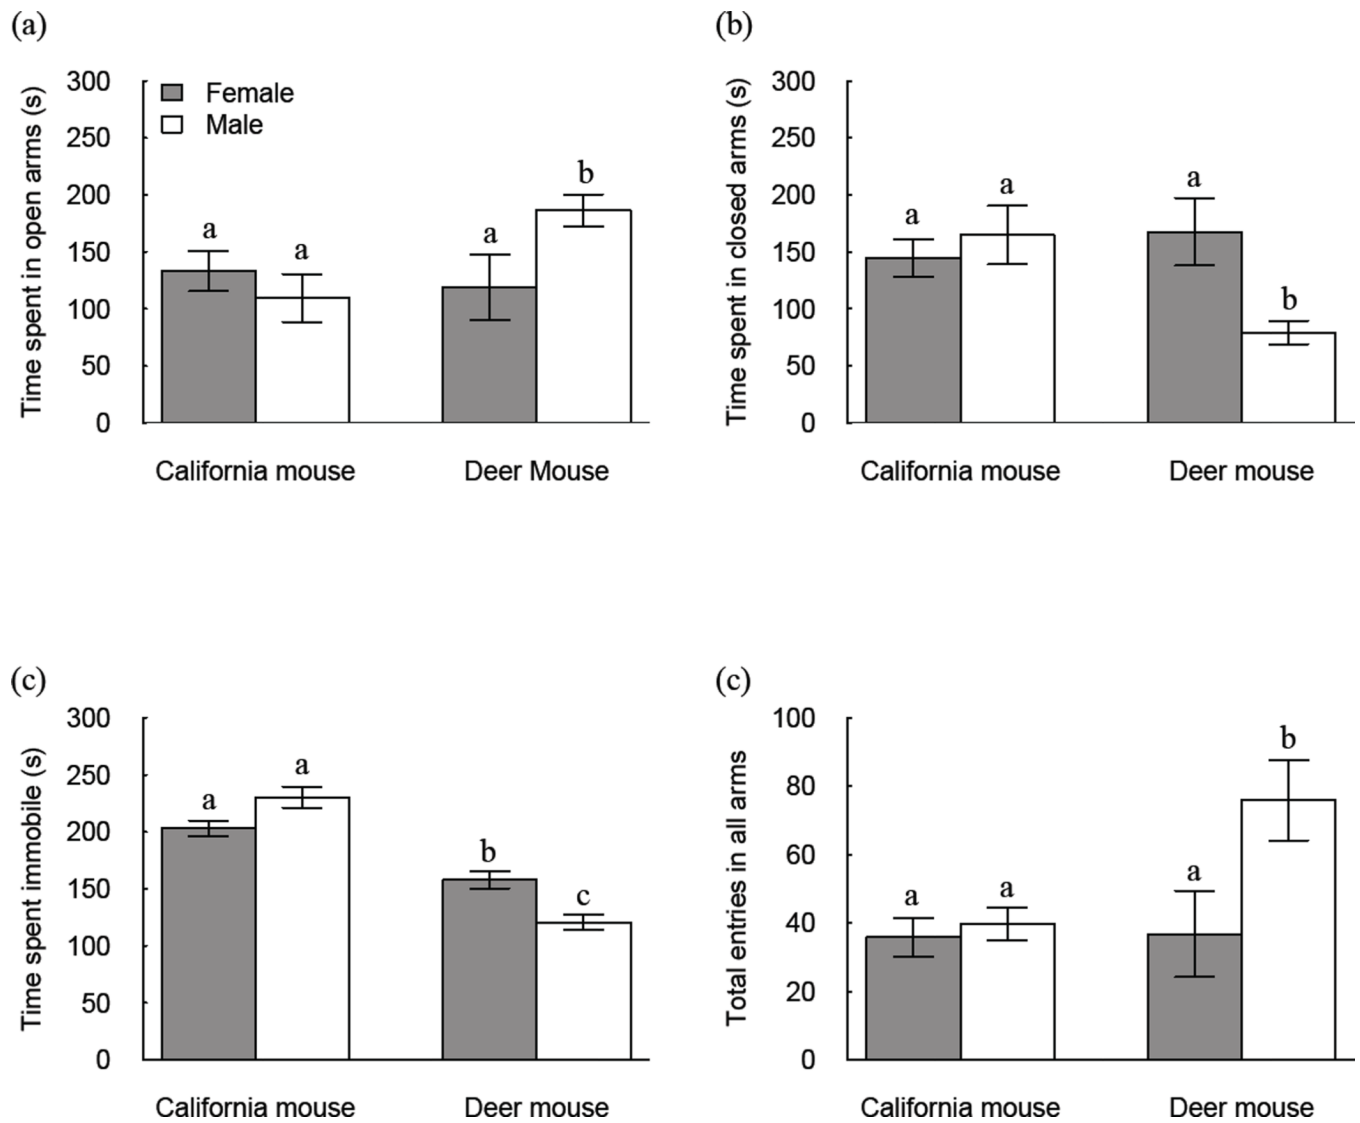 (a)
Time spent in open arms (s)
300
250
200
150
100
50
0
Female
Male
a
a
a
b
California mouse
Deer Mouse
(b)
Time spent in closed arms (s)
300
250
200
150
100
50
0
a
a
a
b
California mouse
Deer mouse
(c)
Time spent immobile (s)
300
250
200
150
100
50
0
a
a
b
c
California mouse
Deer mouse
(c)
Total entries in all arms
100
80
60
40
20
0
a
a
a
b
California mouse
Deer mouse